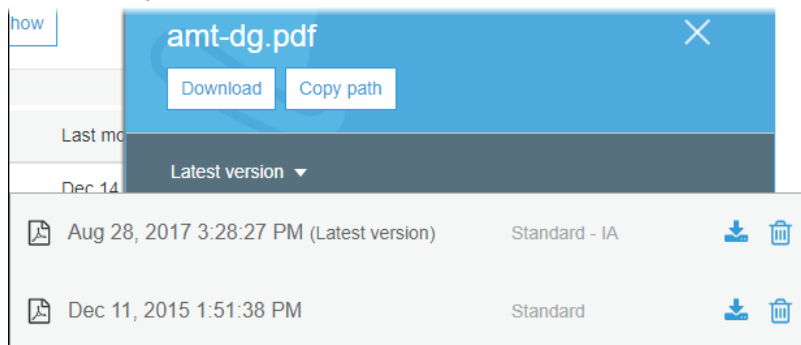 how
amt-dg.pdf
Download Copy path
Last mo
Latest version
Dec 14
Aug 28, 2017 3:28:27 PM (Latest version) Standard - IA
Dec 11, 2015 1:51:38 PM Standard